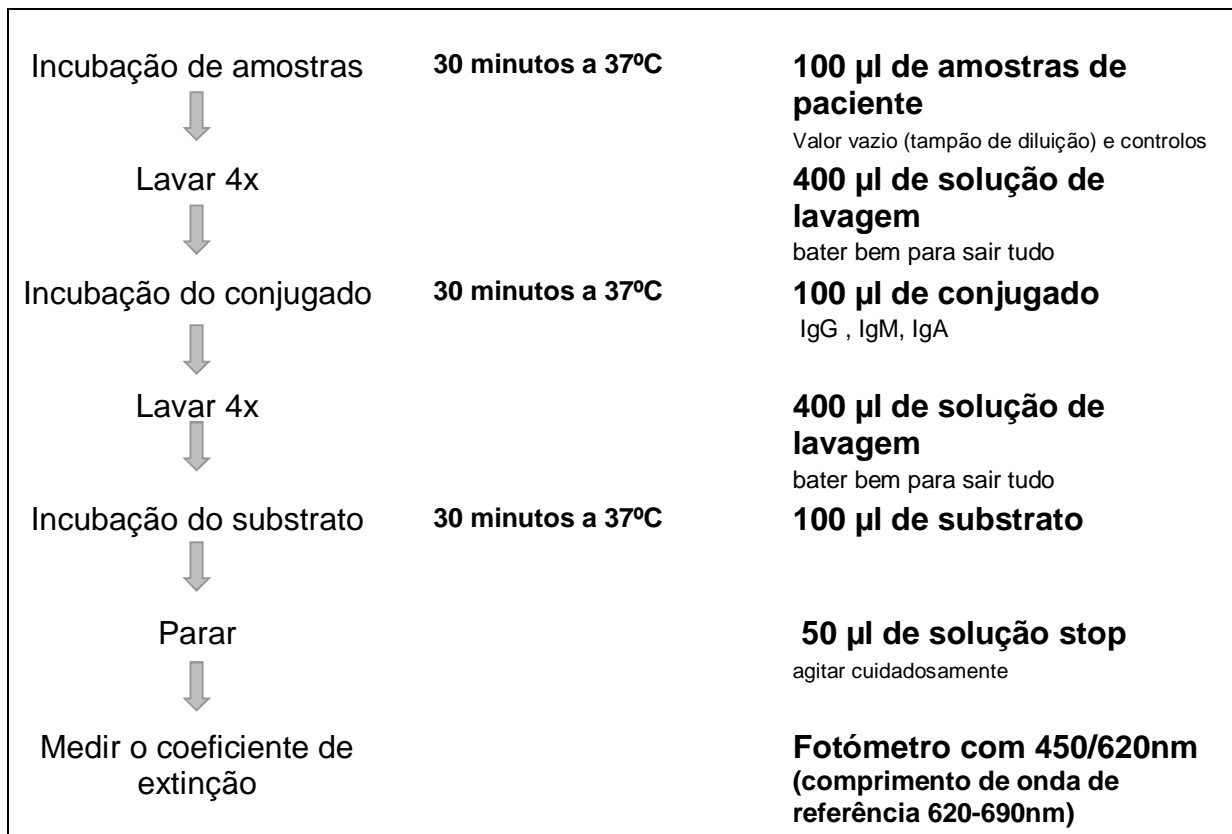 Incubação de amostras 30 minutos a 37ºC 100 µl de amostras de
paciente
Valor vazio (tampão de diluição) e controlos
Lavar 4x 400 µl de solução de
lavagem
bater bem para sair tudo
Incubação do conjugado 30 minutos a 37ºC 100 µl de conjugado
IgG , IgM, IgA
Lavar 4x 400 µl de solução de
lavagem
bater bem para sair tudo
Incubação do substrato 30 minutos a 37ºC 100 µl de substrato
Parar 50 µl de solução stop
agitar cuidadosamente
Medir o coeficiente de
extinção
Fotómetro com 450/620nm
(comprimento de onda de
referência 620-690nm)